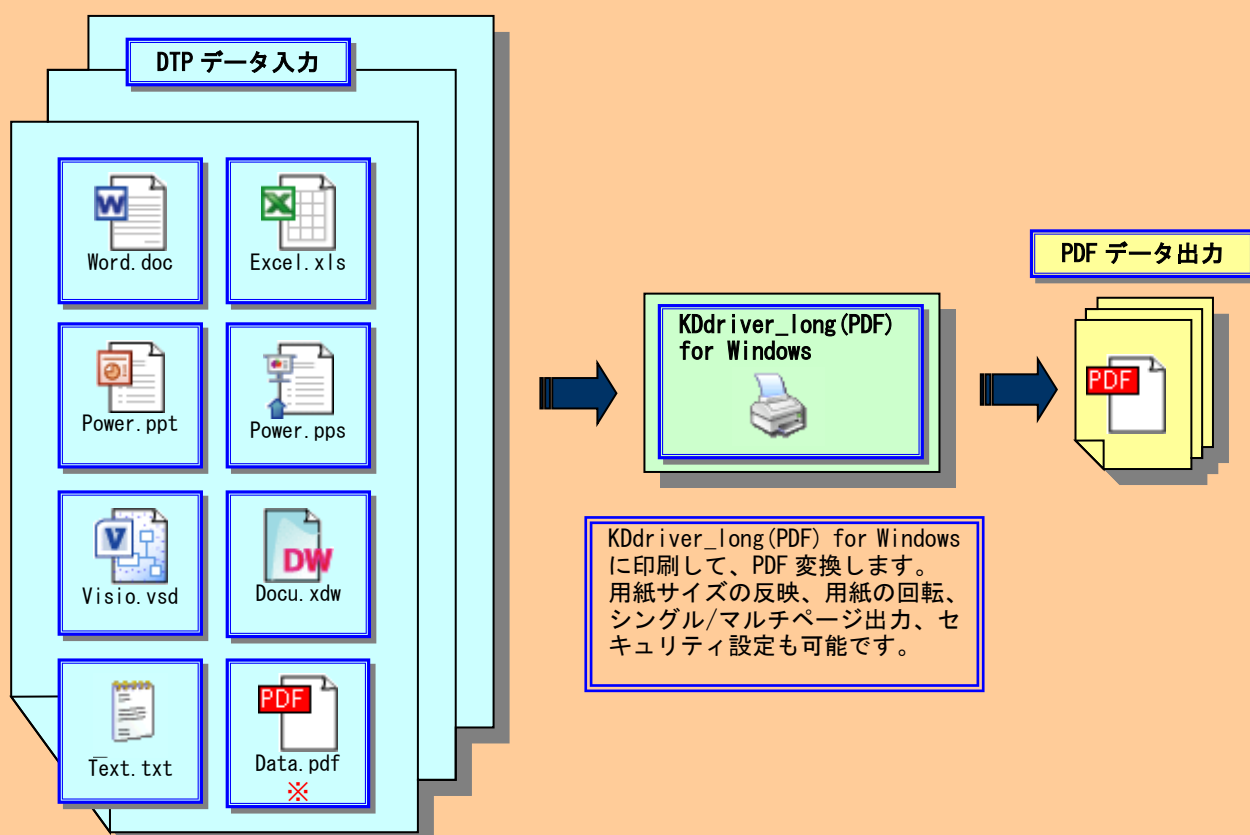 DTP データ入力
W
Word.doc
Excel.xls
Power.ppt
Power.pps
V
Visio.vsd
DW
Docu.xdw
Text.txt
PDF
Data.pdf
※
KDdriver_long(PDF)
for Windows
KDdriver_long(PDF) for Windows
に印刷して、PDF 変換します。
用紙サイズの反映、用紙の回転、
シングル/マルチページ出力、セ
キュリティ設定も可能です。
PDF データ出力
PDF